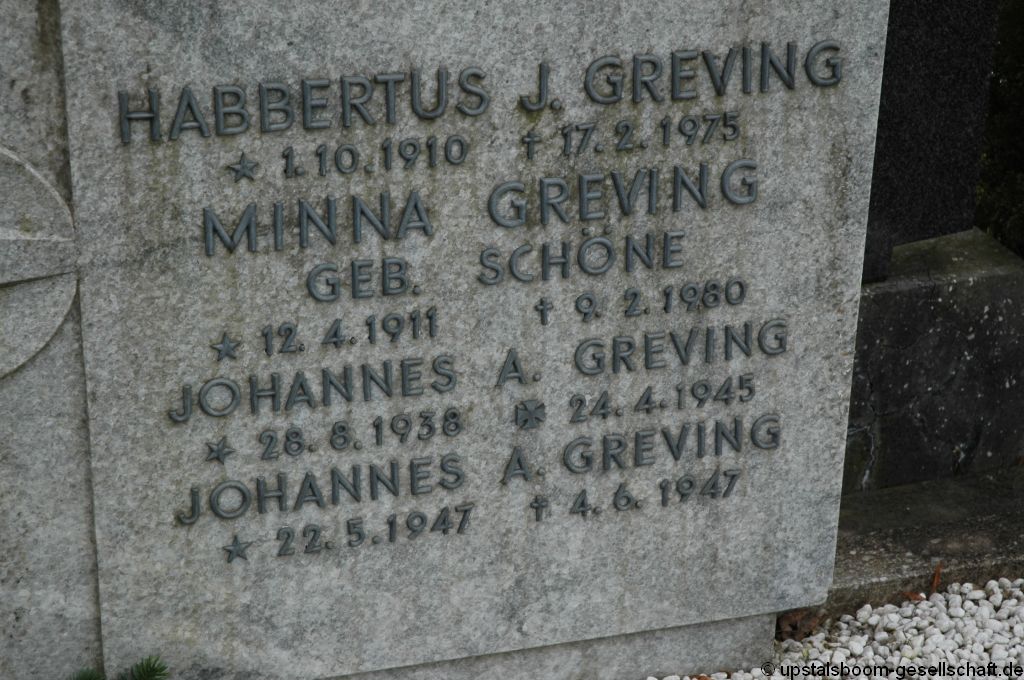 HABBERTUS J. GREVING
★ 1.10.1910 † 17.2.1975
MINNA GREVING
GEB. SCHÖNE
★ 12.4.1911 † 9.2.1980
JOHANNES A. GREVING
★ 28.8.1938 ✠ 24.4.1945
JOHANNES A. GREVING
★ 22.5.1947 † 4.6.1947
© upstalsboom-gesellschaft.de